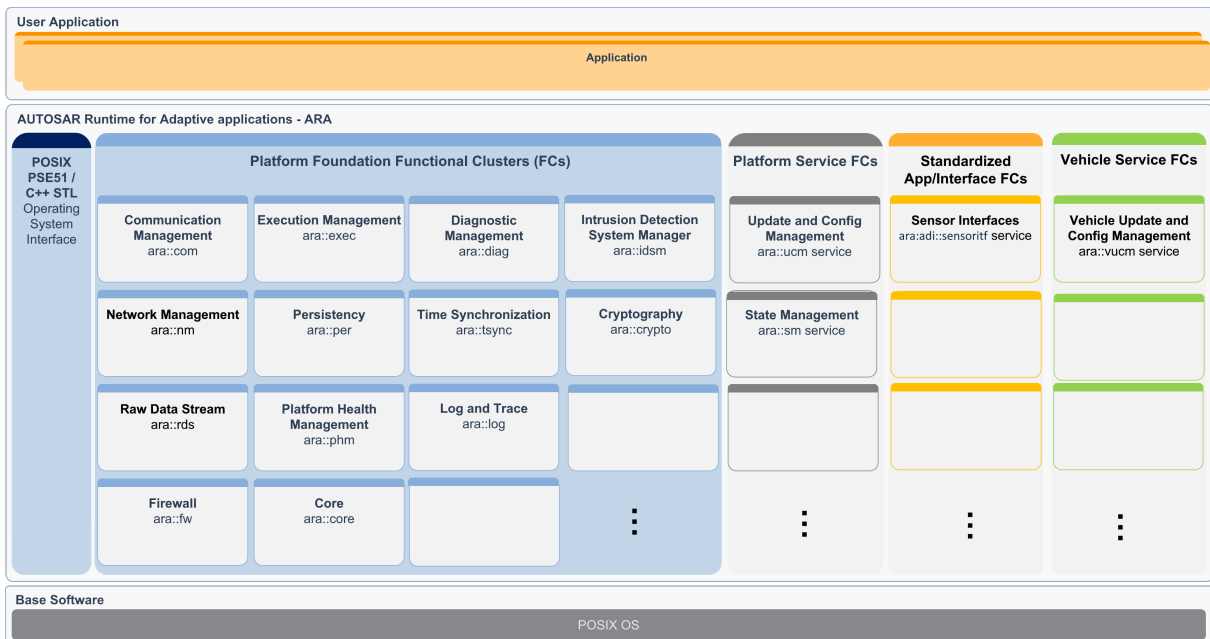 User Application
Application
AUTOSAR Runtime for Adaptive applications - ARA
POSIX
PSE51 /
C++ STL
Operating
System
Interface
Platform Foundation Functional Clusters (FCs)
Communication
Management
ara::com
Execution Management
ara::exec
Diagnostic
Management
ara::diag
Intrusion Detection
System Manager
ara::idsm
Network Management
ara::nm
Persistency
ara::per
Time Synchronization
ara::tsync
Cryptography
ara::crypto
Raw Data Stream
ara::rds
Platform Health
Management
ara::phm
Log and Trace
ara::log
Firewall
ara::fw
Core
ara::core
Platform Service FCs
Update and Config
Management
ara::ucm service
State Management
ara::sm service
Standardized
App/Interface FCs
Sensor Interfaces
ara:adi::sensoritf service
Vehicle Service FCs
Vehicle Update and
Config Management
ara::vucm service
Base Software
POSIX OS